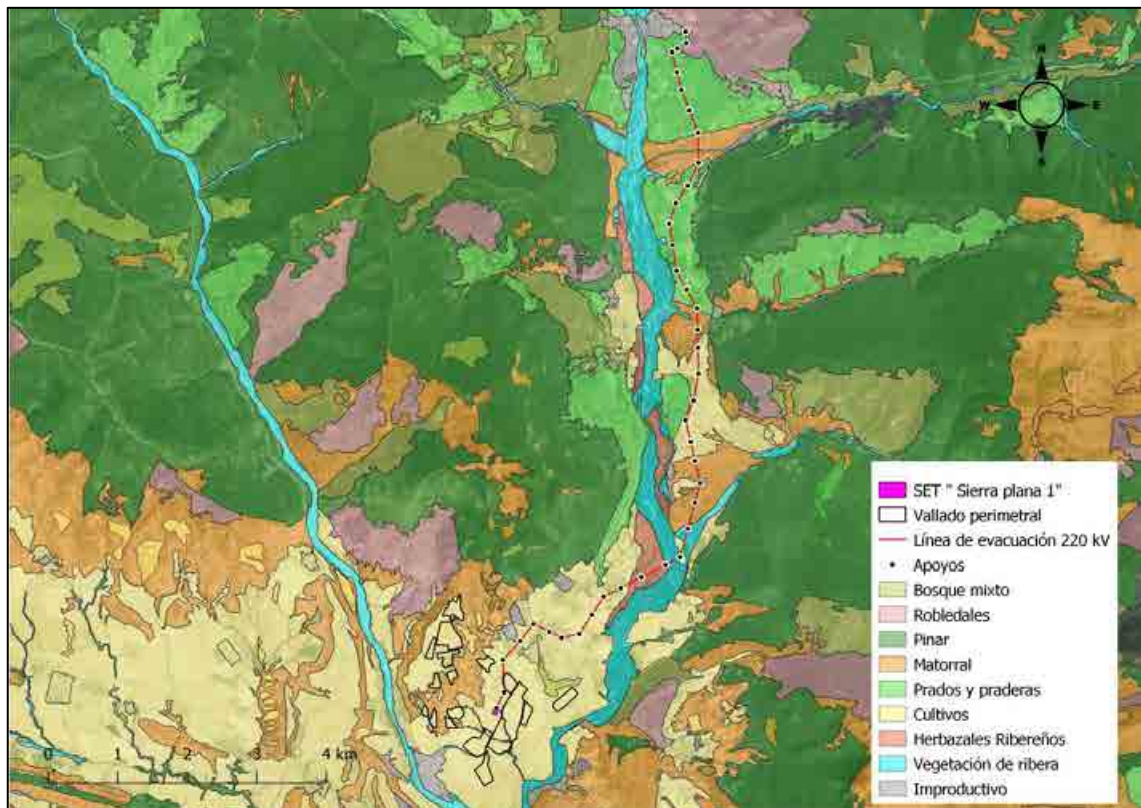 N
W
E
SET " Sierra plana 1"
Vallado perimetral
Línea de evacuación 220 kV
Apoyos
Bosque mixto
Robledales
Pinar
Matorral
Prados y praderas
Cultivos
Herbazales Ribereños
Vegetación de ribera
Improductivo
0 1 2 3 4 km